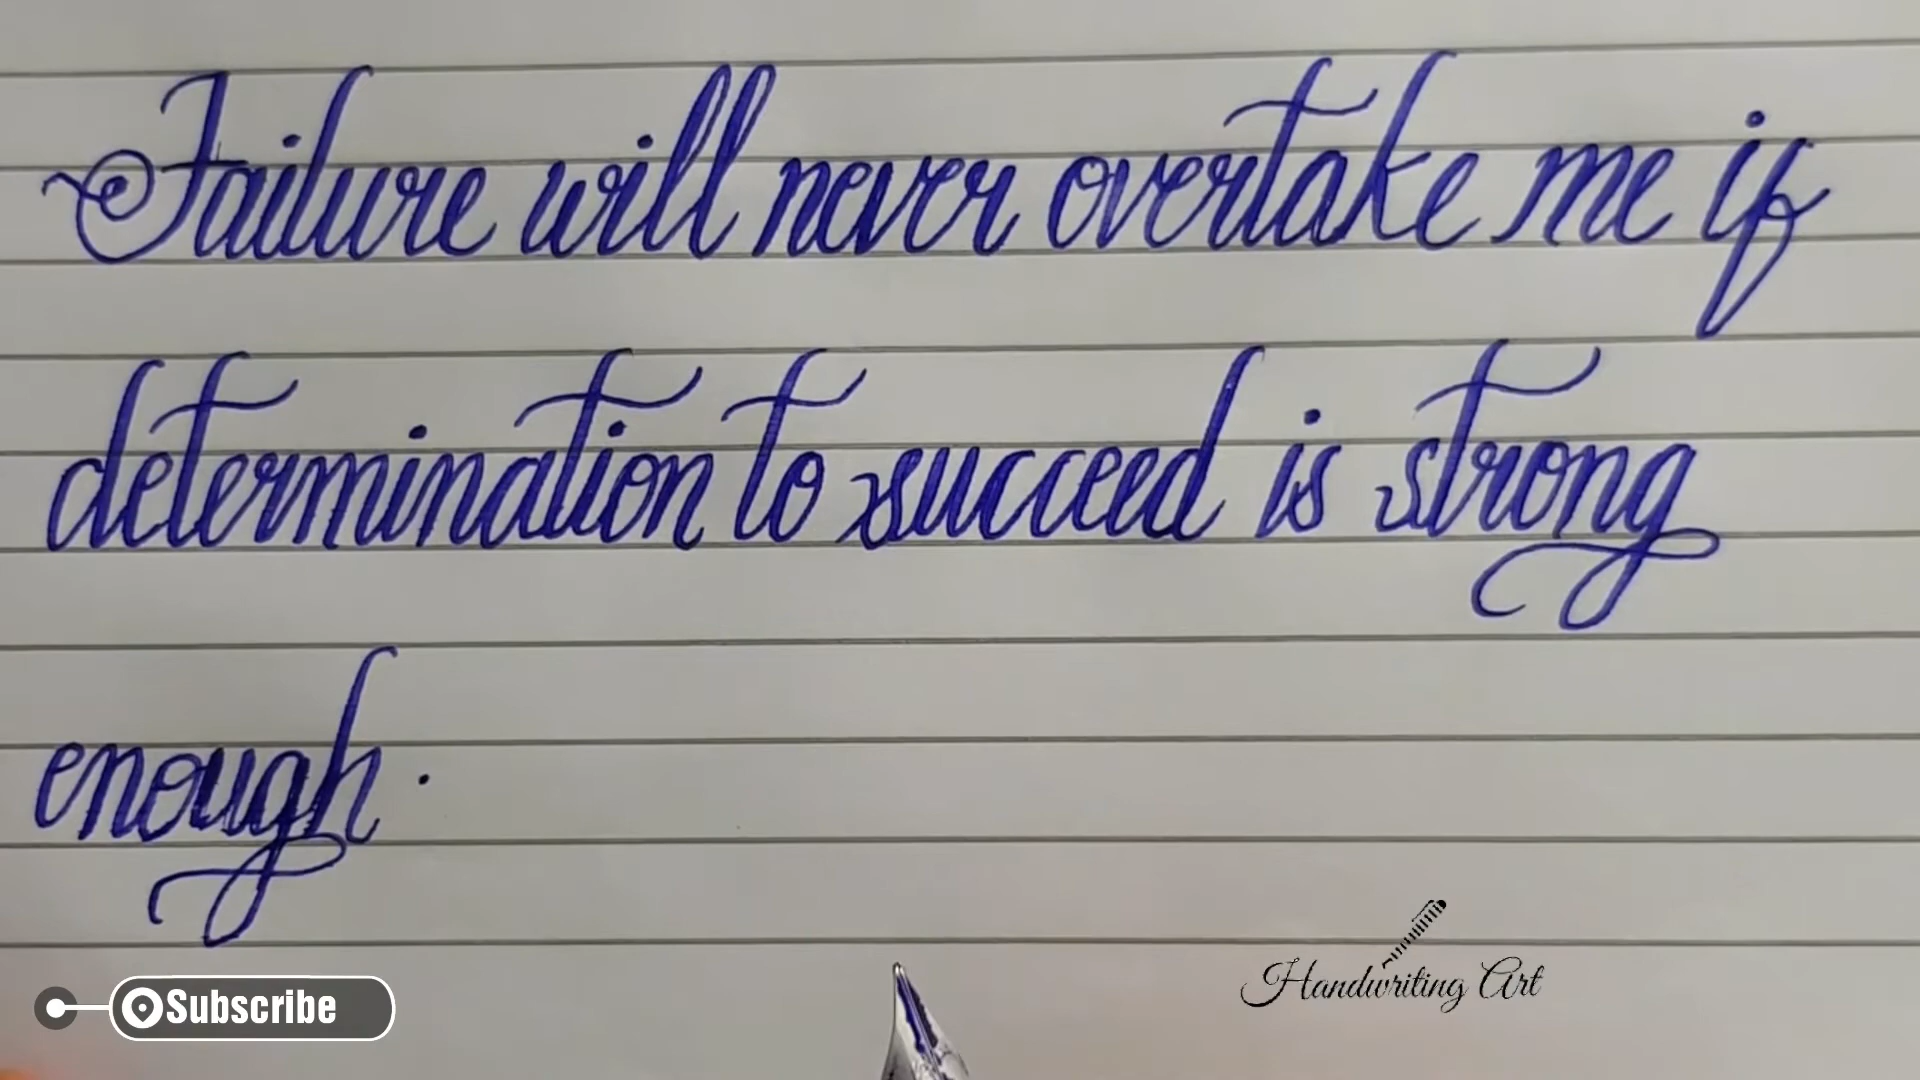 Failure will never overtake me if
determination to succeed is strong
enough.
Subscribe
Handwriting Art